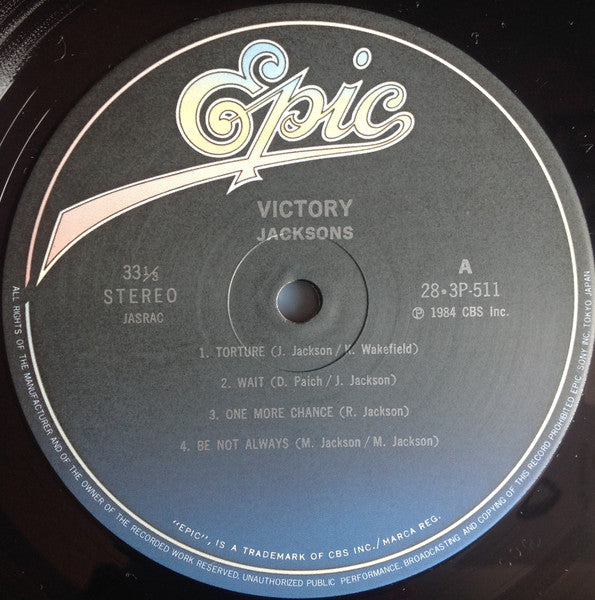 Epic
VICTORY
JACKSONS
33⅓
STEREO
JASRAC
A
28・3P-511
Ⓟ 1984 CBS Inc.
1. TORTURE (J. Jackson/K. Wakefield)
2. WAIT (D. Paich/J. Jackson)
3. ONE MORE CHANCE (R. Jackson)
4. BE NOT ALWAYS (M. Jackson/M. Jackson)
"EPIC", IS A TRADEMARK OF CBS INC./MARCA REG.
ALL RIGHTS OF THE MANUFACTURER AND OF THE OWNER OF THE RECORDED WORK RESERVED. UNAUTHORIZED PUBLIC PERFORMANCE, BROADCASTING AND COPYING OF THIS RECORD PROHIBITED EPIC/SONY INC. TOKYO JAPAN